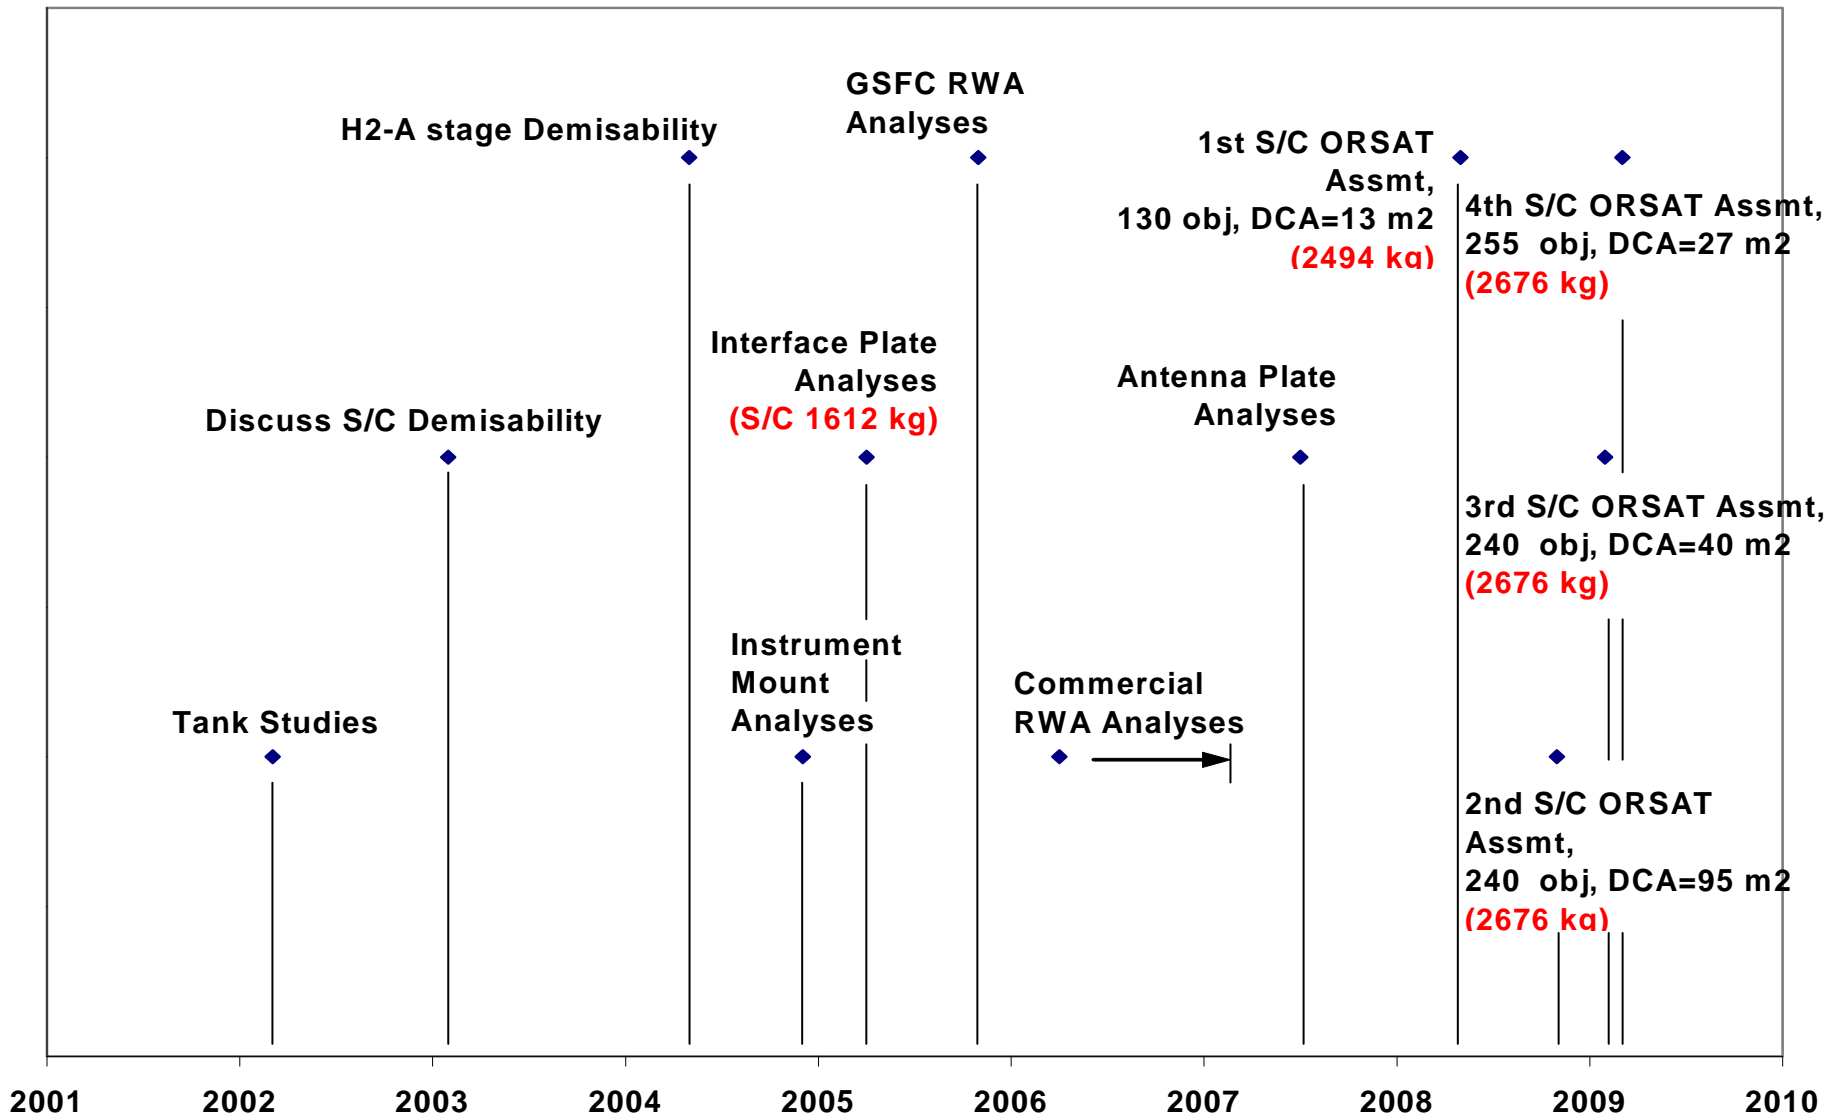 GSFC RWA
Analyses
H2-A stage Demisability
1st S/C ORSAT
Assmt,
130 obj, DCA=13 m2
(2494 kg)
4th S/C ORSAT Assmt,
255 obj, DCA=27 m2
(2676 kg)
Interface Plate
Analyses
(S/C 1612 kg)
Antenna Plate
Analyses
Discuss S/C Demisability
3rd S/C ORSAT Assmt,
240 obj, DCA=40 m2
(2676 kg)
Instrument
Mount
Analyses
Commercial
RWA Analyses
Tank Studies
2nd S/C ORSAT
Assmt,
240 obj, DCA=95 m2
(2676 kg)
2001 2002 2003 2004 2005 2006 2007 2008 2009 2010